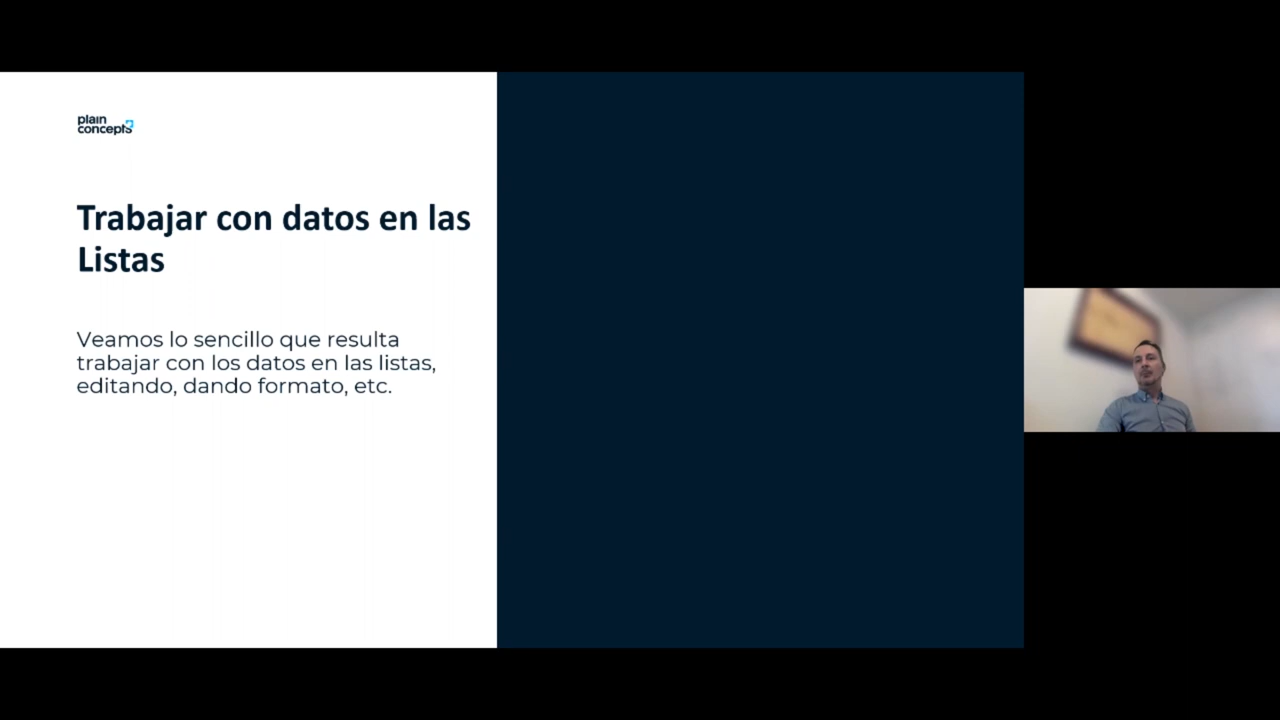 plain
concepts
Trabajar con datos en las
Listas
Veamos lo sencillo que resulta
trabajar con los datos en las listas,
editando, dando formato, etc.